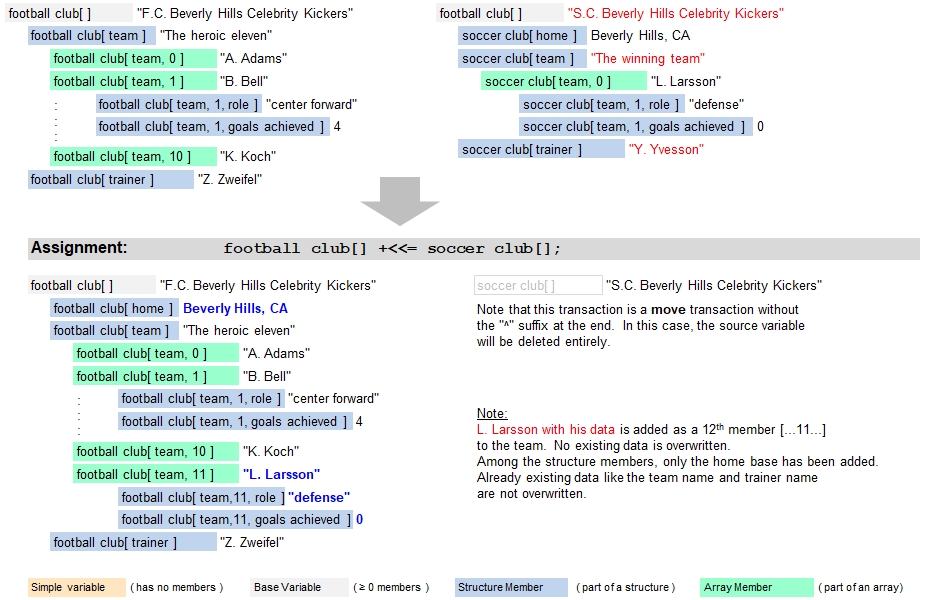 football club[ ] "F.C. Beverly Hills Celebrity Kickers"
football club[ team ] "The heroic eleven"
football club[ team, 0 ] "A. Adams"
football club[ team, 1 ] "B. Bell"
football club[ team, 1, role ] "center forward"
football club[ team, 1, goals achieved ] 4
football club[ team, 10 ] "K. Koch"
football club[ trainer ] "Z. Zweifel"
football club[ ] "S.C. Beverly Hills Celebrity Kickers"
soccer club[ home ] Beverly Hills, CA
soccer club[ team ] "The winning team"
soccer club[ team, 0 ] "L. Larsson"
soccer club[ team, 1, role ] "defense"
soccer club[ team, 1, goals achieved ] 0
soccer club[ trainer ] "Y. Yvesson"
Assignment: football club[] +<<= soccer club[];
football club[ ] "F.C. Beverly Hills Celebrity Kickers"
football club[ home ] Beverly Hills, CA
football club[ team ] "The heroic eleven"
football club[ team, 0 ] "A. Adams"
football club[ team, 1 ] "B. Bell"
football club[ team, 1, role ] "center forward"
football club[ team, 1, goals achieved ] 4
football club[ team, 10 ] "K. Koch"
football club[ team, 11 ] "L. Larsson"
football club[ team,11, role ] "defense"
football club[ team,11, goals achieved ] 0
football club[ trainer ] "Z. Zweifel"
soccer club[ ] "S.C. Beverly Hills Celebrity Kickers"
Note that this transaction is a move transaction without
the "^" suffix at the end. In this case, the source variable
will be deleted entirely.
Note:
L. Larsson with his data is added as a 12th member [...11...]
to the team. No existing data is overwritten.
Among the structure members, only the home base has been added.
Already existing data like the team name and trainer name
are not overwritten.
Simple variable ( has no members ) Base Variable ( ≥ 0 members ) Structure Member (part of a structure ) Array Member (part of an array)